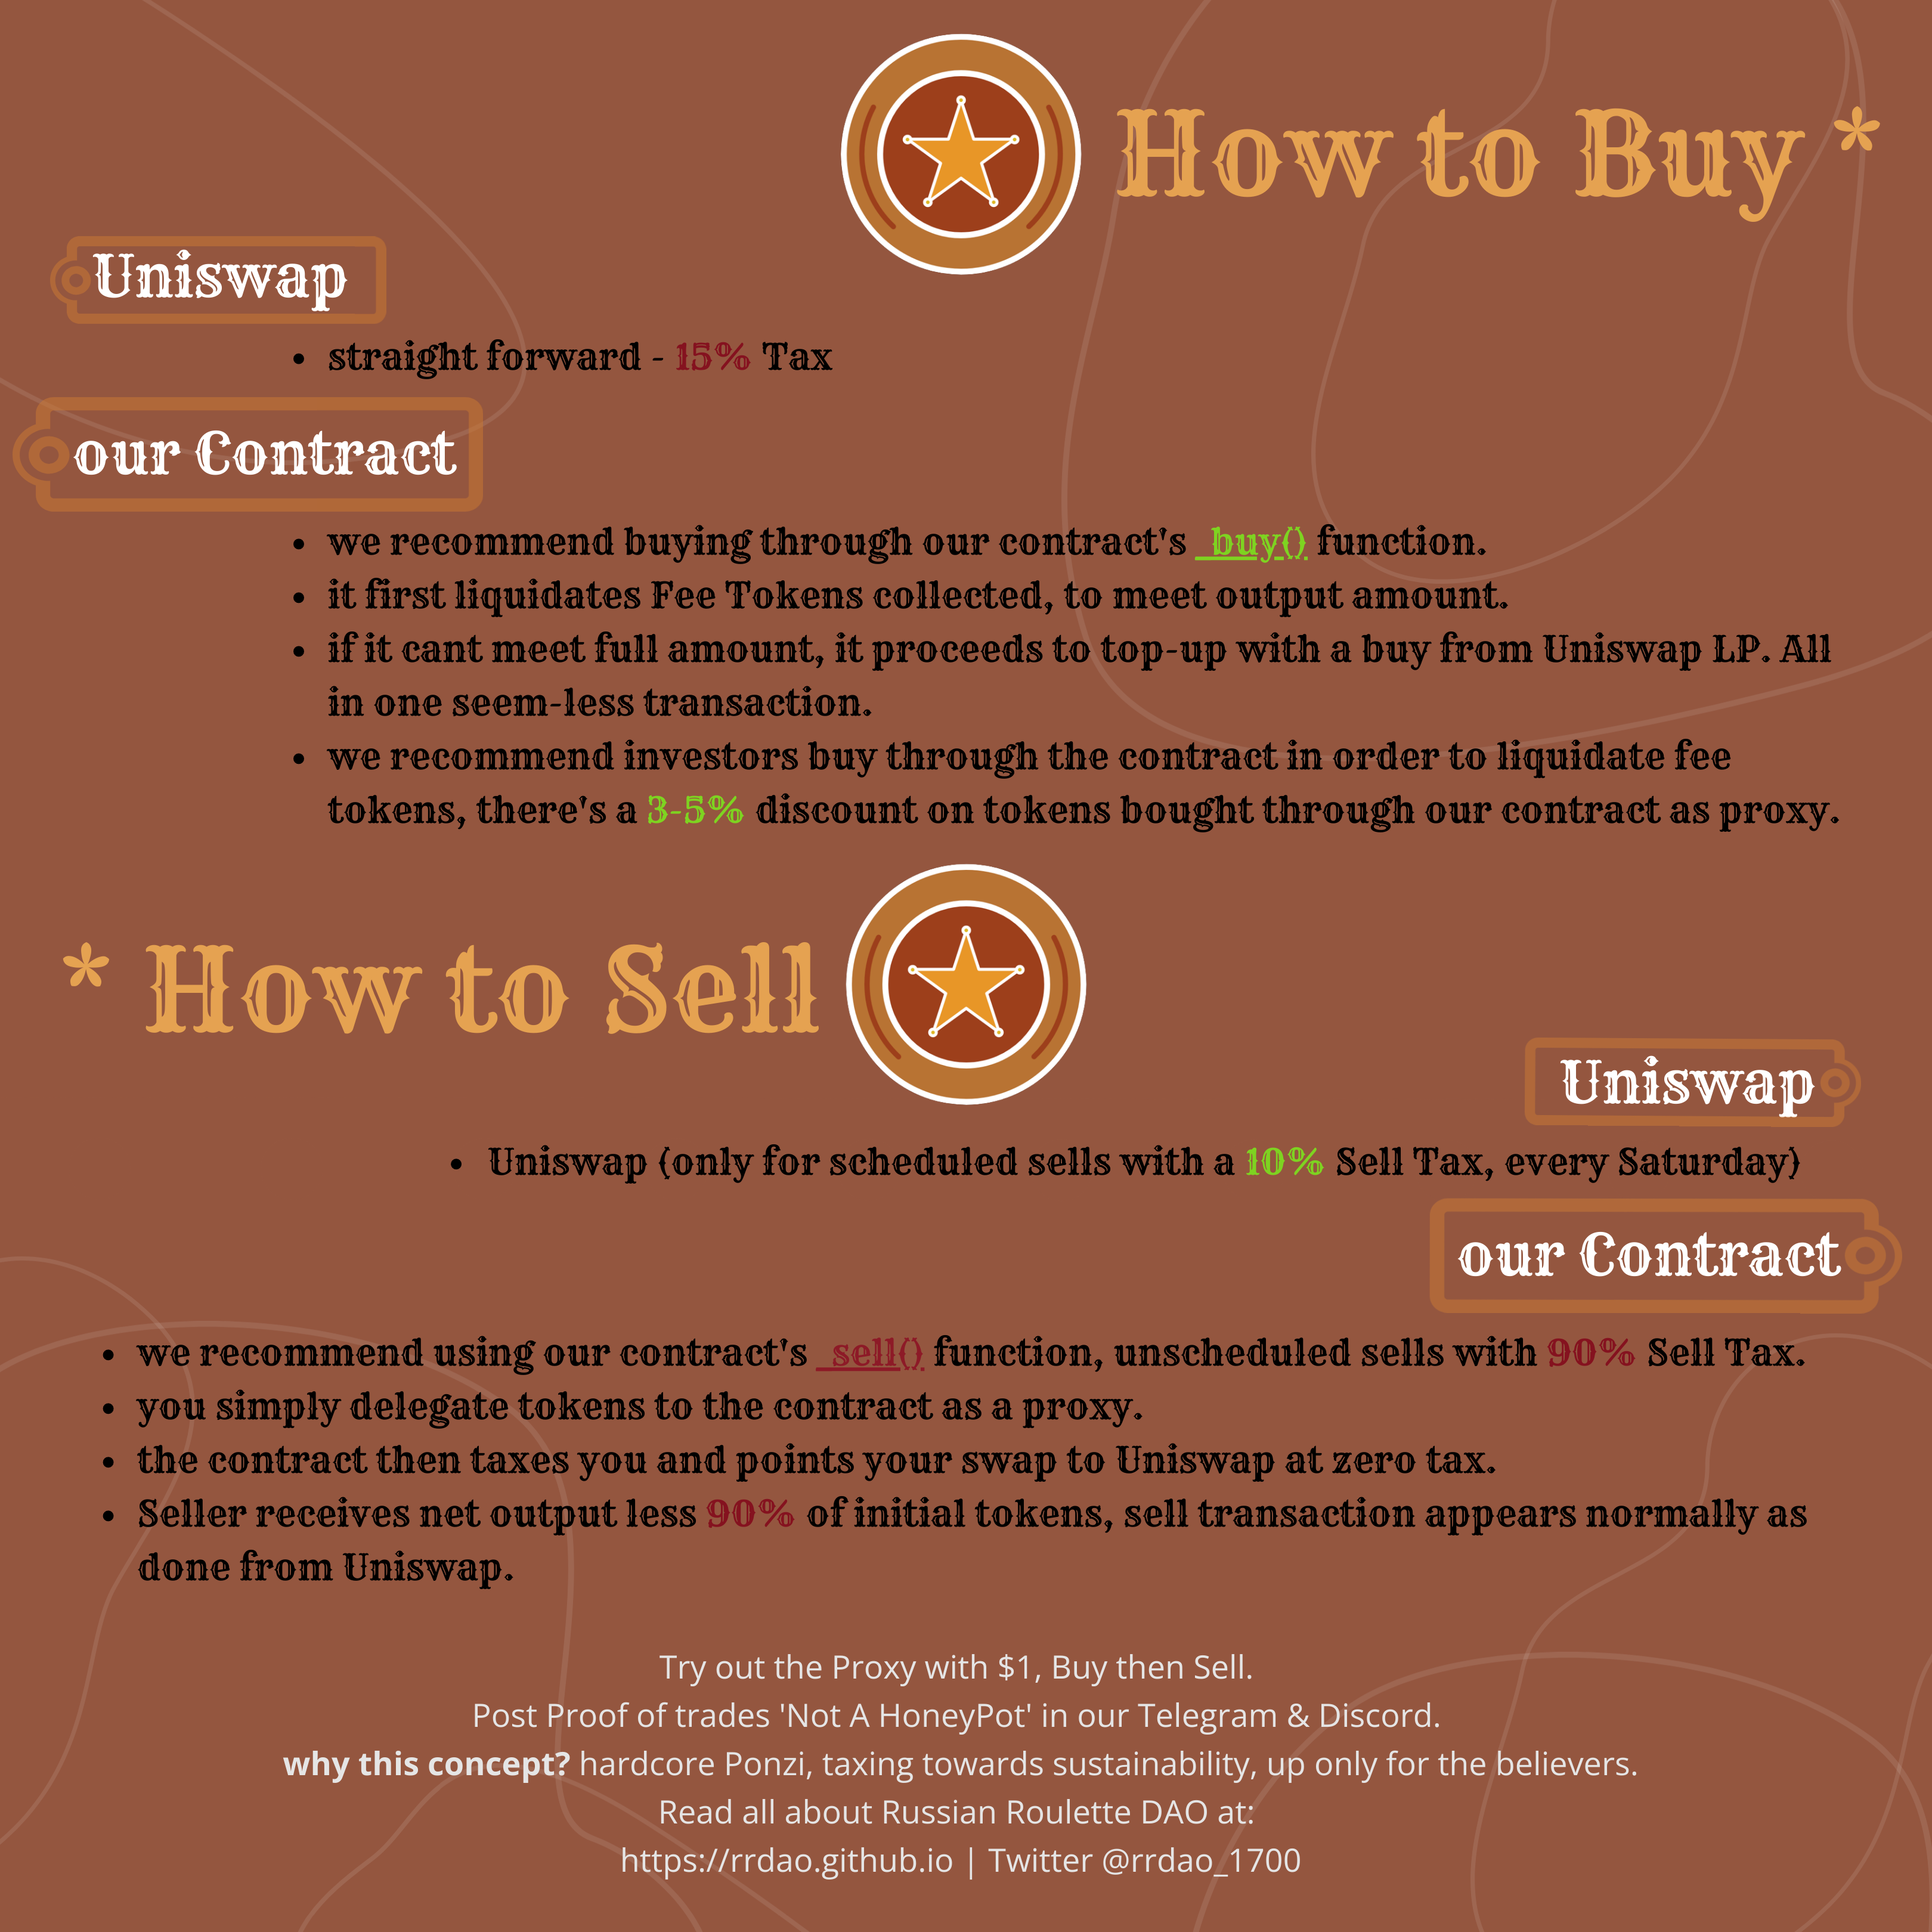 How to Buy *
Uniswap
• straight forward - 15% Tax
our Contract
• we recommend buying through our contract's _buy() function.
• it first liquidates Fee Tokens collected, to meet output amount.
• if it cant meet full amount, it proceeds to top-up with a buy from Uniswap LP. All
in one seem-less transaction.
• we recommend investors buy through the contract in order to liquidate fee
tokens, there's a 3-5% discount on tokens bought through our contract as proxy.
* How to Sell
Uniswap
• Uniswap (only for scheduled sells with a 10% Sell Tax, every Saturday)
our Contract
• we recommend using our contract's _sell() function, unscheduled sells with 90% Sell Tax.
• you simply delegate tokens to the contract as a proxy.
• the contract then taxes you and points your swap to Uniswap at zero tax.
• Seller receives net output less 90% of initial tokens, sell transaction appears normally as
done from Uniswap.
Try out the Proxy with $1, Buy then Sell.
Post Proof of trades 'Not A HoneyPot' in our Telegram & Discord.
why this concept? hardcore Ponzi, taxing towards sustainability, up only for the believers.
Read all about Russian Roulette DAO at:
https://rrdao.github.io | Twitter @rrdao_1700